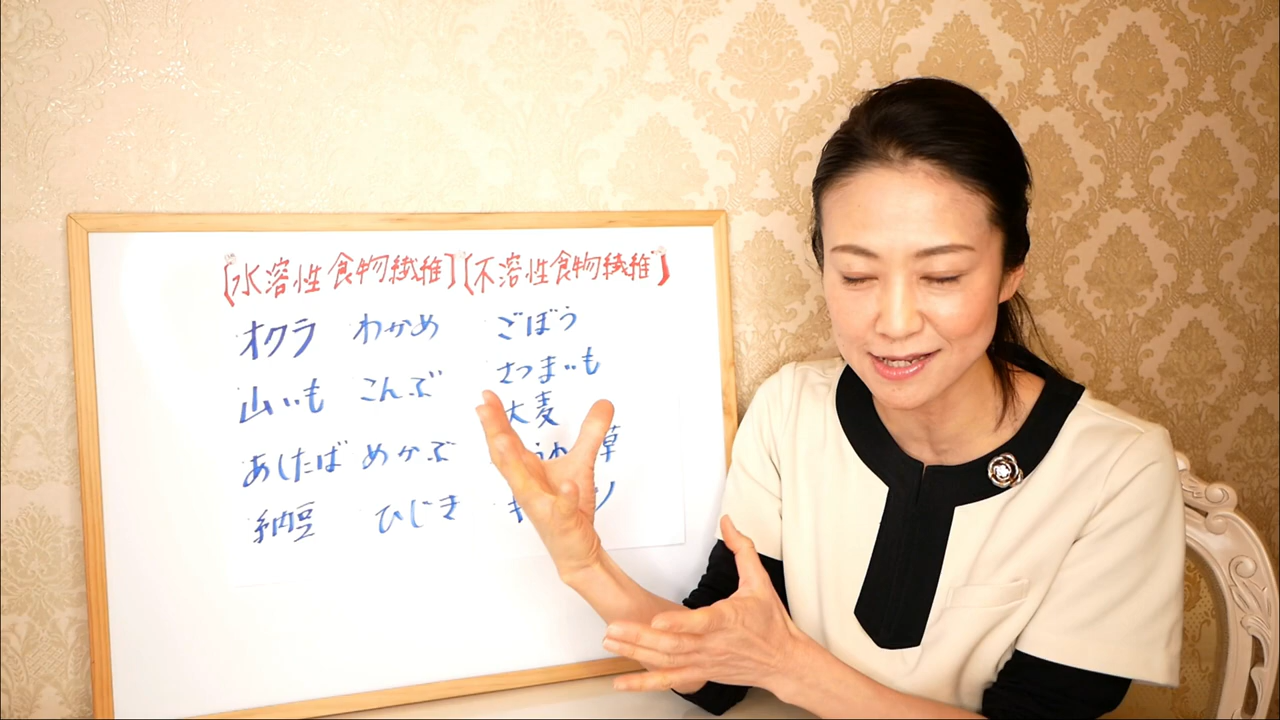 【水溶性食物繊維】【不溶性食物繊維】
オクラ わかめ ごぼう
山いも こんぶ さつまいも
大麦
あしたば めかぶ 草
納豆 ひじき